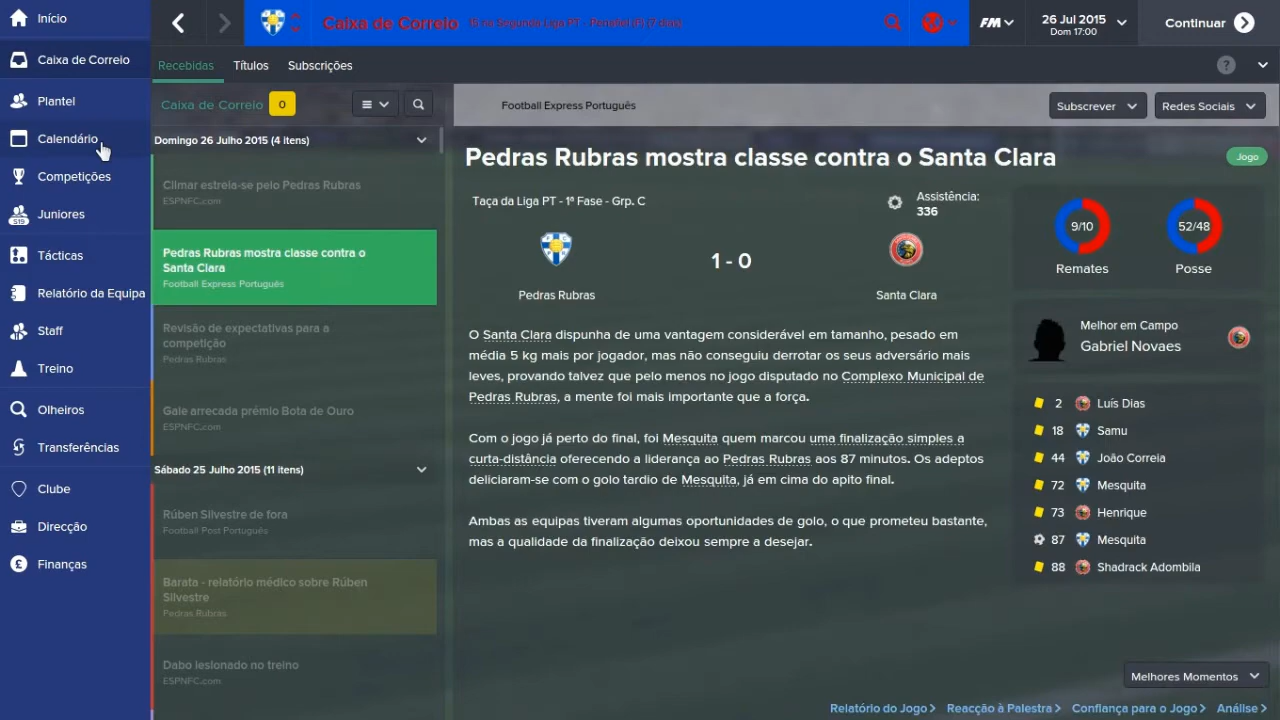 Início
Caixa de Correio
Plantel
Calendário
Competições
S19
Juniores
Tácticas
Relatório da Equipa
Staff
Treino
Olheiros
Transferências
Clube
Direcção
Finanças
Caixa de Correio
FM
26 Jul 2015
Dom 17:00
Continuar
Recebidas
Títulos
Subscrições
?
Caixa de Correio
0
Domingo 26 Julho 2015 (4 itens)
Cilmar estreia-se pelo Pedras Rubras
ESPNFC.com
Pedras Rubras mostra classe contra o
Santa Clara
Football Express Português
Revisão de expectativas para a
competição
Pedras Rubras
Gale arrecada prémio Bota de Ouro
ESPNFC.com
Sábado 25 Julho 2015 (11 itens)
Rúben Silvestre de fora
Football Post Português
Barata - relatório médico sobre Rúben
Silvestre
Pedras Rubras
Dabo lesionado no treino
ESPNFC.com
Football Express Português
Subscrever
Redes Sociais
Pedras Rubras mostra classe contra o Santa Clara
Jogo
Taça da Liga PT - 1ª Fase - Grp. C
Assistência:
336
1 - 0
Pedras Rubras
Santa Clara
O Santa Clara dispunha de uma vantagem considerável em tamanho, pesado em
média 5 kg mais por jogador, mas não conseguiu derrotar os seus adversário mais
leves, provando talvez que pelo menos no jogo disputado no Complexo Municipal de
Pedras Rubras, a mente foi mais importante que a força.
Com o jogo já perto do final, foi Mesquita quem marcou uma finalização simples a
curta-distância oferecendo a liderança ao Pedras Rubras aos 87 minutos. Os adeptos
deliciaram-se com o golo tardio de Mesquita, já em cima do apito final.
Ambas as equipas tiveram algumas oportunidades de golo, o que prometeu bastante,
mas a qualidade da finalização deixou sempre a desejar.
9/10
Remates
52/48
Posse
Melhor em Campo
Gabriel Novaes
2 Luís Dias
18 Samu
44 João Correia
72 Mesquita
73 Henrique
87 Mesquita
88 Shadrack Adombila
Melhores Momentos
Relatório do Jogo
Reacção à Palestra
Confiança para o Jogo
Análise